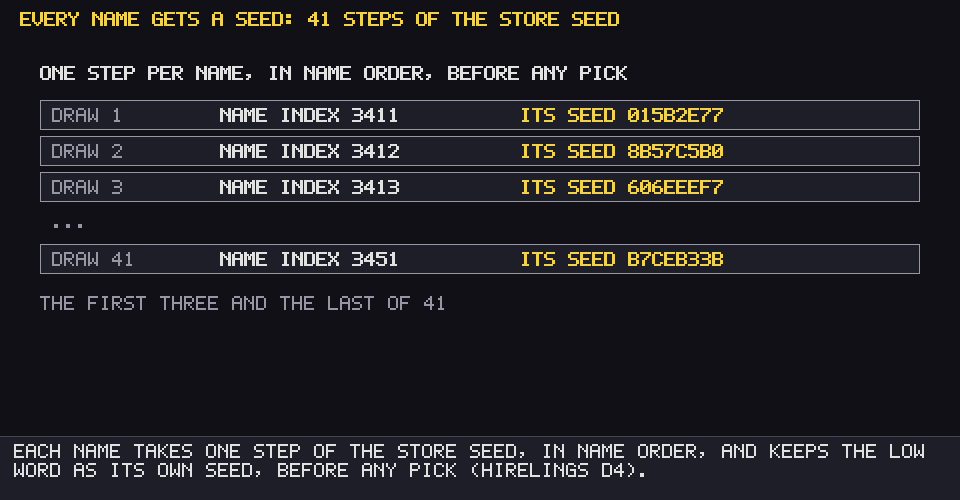 EVERY NAME GETS A SEED: 41 STEPS OF THE STORE SEED
ONE STEP PER NAME, IN NAME ORDER, BEFORE ANY PICK
DRAW 1 NAME INDEX 3411 ITS SEED 015B2E77
DRAW 2 NAME INDEX 3412 ITS SEED 8B57C5B0
DRAW 3 NAME INDEX 3413 ITS SEED 606EEEF7
...
DRAW 41 NAME INDEX 3451 ITS SEED B7CEB33B
THE FIRST THREE AND THE LAST OF 41
EACH NAME TAKES ONE STEP OF THE STORE SEED, IN NAME ORDER, AND KEEPS THE LOW
WORD AS ITS OWN SEED, BEFORE ANY PICK (HIRELINGS D4).